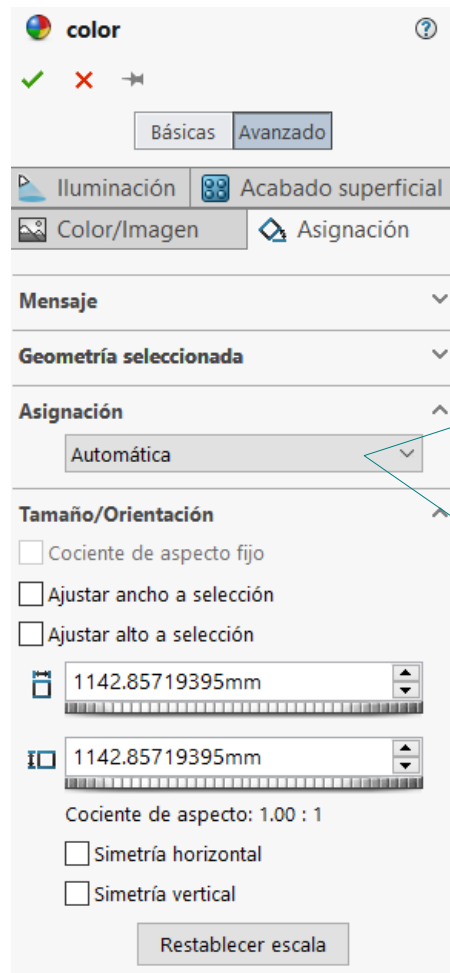 color
Básicas Avanzado
Iluminación Acabado superficial
Color/Imagen Asignación
Mensaje
Geometría seleccionada
Asignación
Automática
Tamaño/Orientación
Cociente de aspecto fijo
Ajustar ancho a selección
Ajustar alto a selección
1142.85719395mm
1142.85719395mm
Cociente de aspecto: 1.00 : 1
Simetría horizontal
Simetría vertical
Restablecer escala